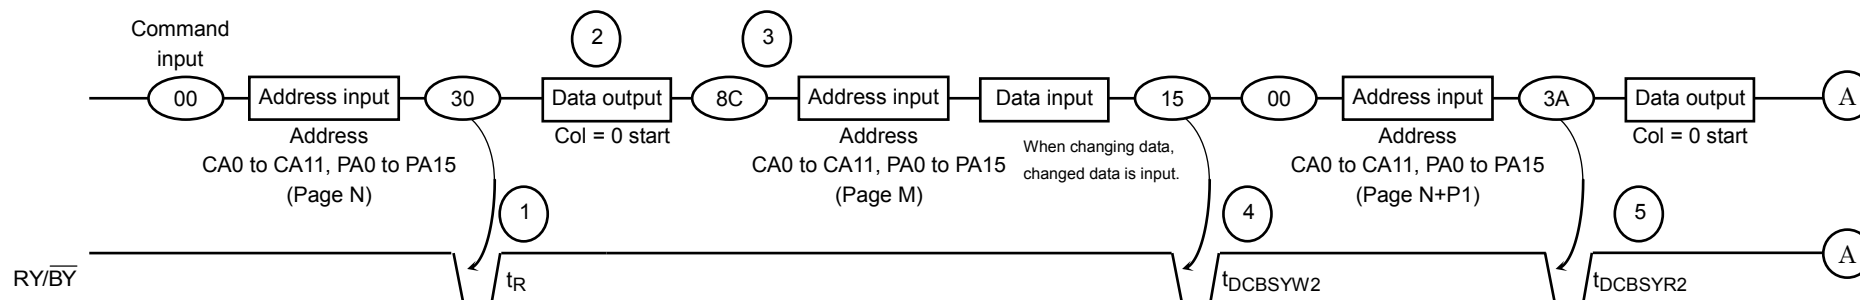 Command
input
2
3
00
Address input
30
Data output
8C
Address input
Data input
15
00
Address input
3A
Data output
A
Address
CA0 to CA11, PA0 to PA15
(Page N)
Col = 0 start
Address
CA0 to CA11, PA0 to PA15
(Page M)
When changing data,
changed data is input.
Address
CA0 to CA11, PA0 to PA15
(Page N+P1)
Col = 0 start
1
4
5
RY/B̅Y̅
tR
tDCBSYW2
tDCBSYR2
A